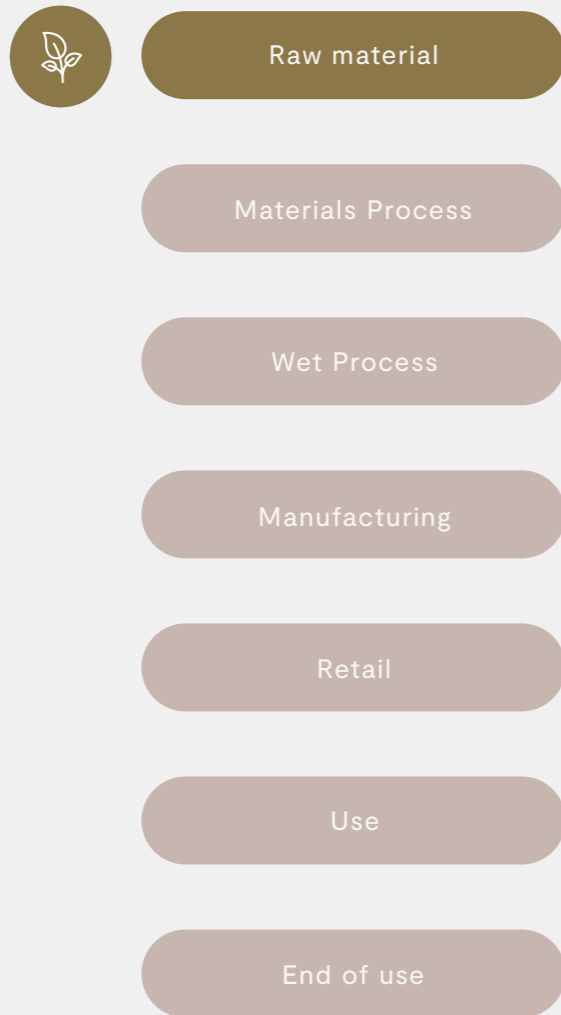 Raw material
Materials Process
Wet Process
Manufacturing
Retail
Use
End of use